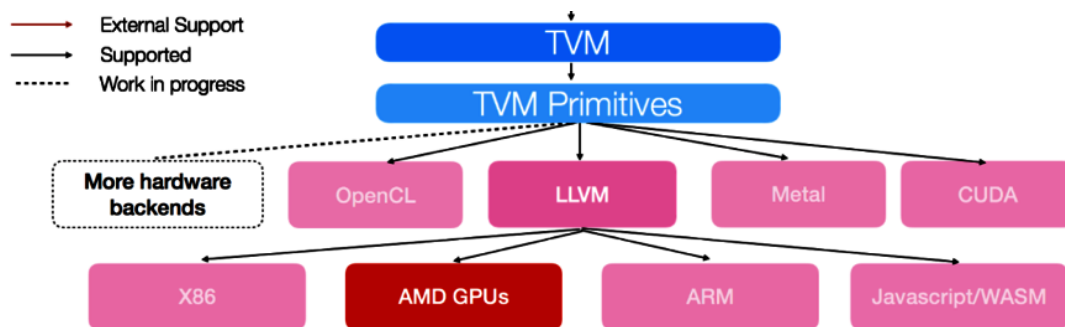 External Support
Supported
Work in progress
TVM
TVM Primitives
More hardware
backends
OpenCL
LLVM
Metal
CUDA
X86
AMD GPUs
ARM
Javascript/WASM